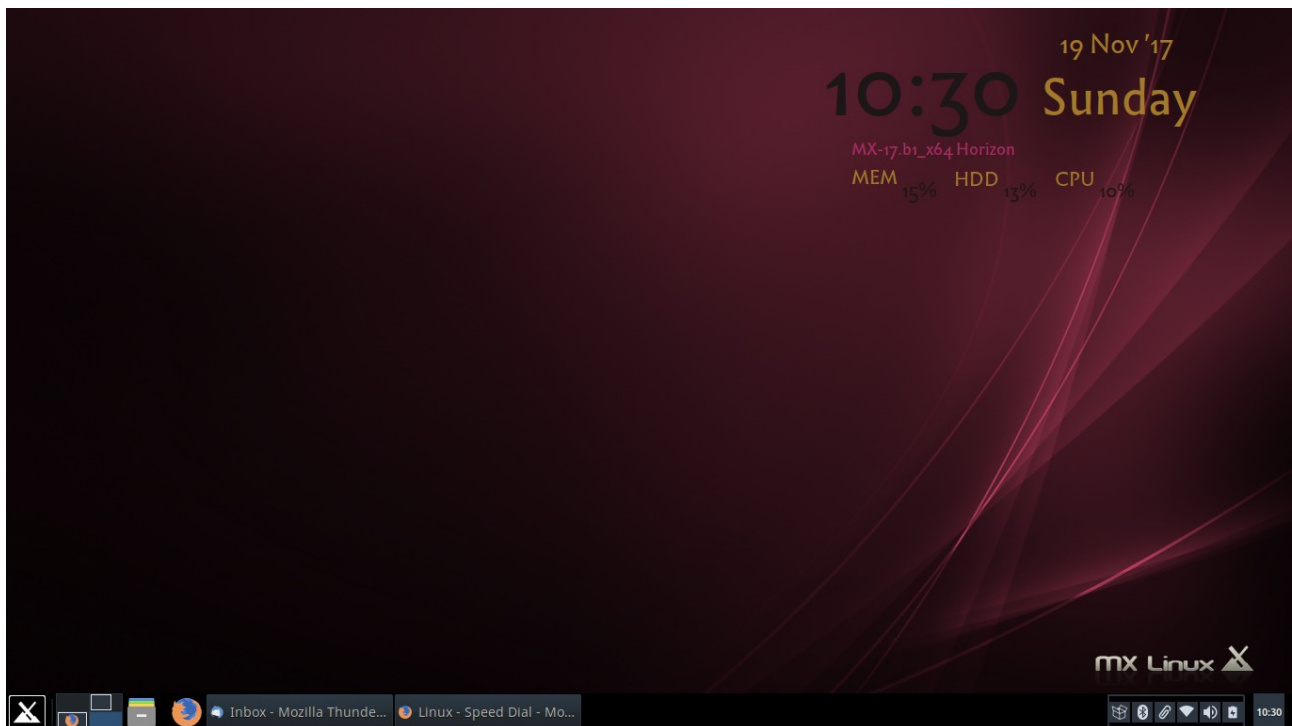 19 Nov '17
10:30 Sunday
MX-17.b1_x64 Horizon
MEM 15% HDD 13% CPU 10%
mx Linux
Inbox - Mozilla Thunde...
Linux - Speed Dial - Mo...
10:30